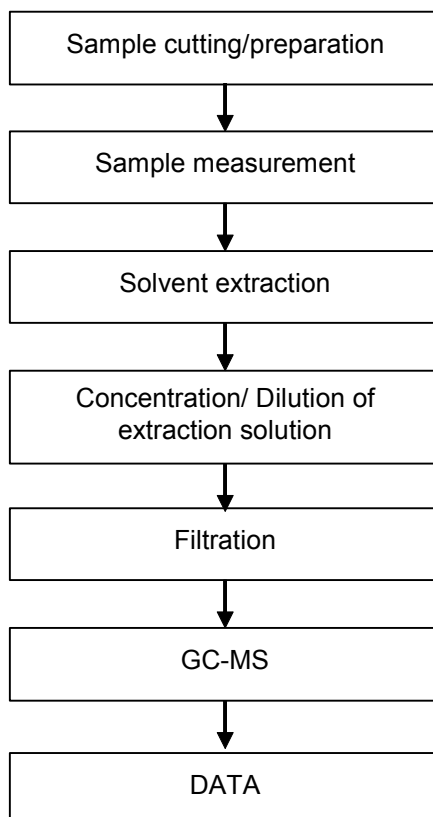 Sample cutting/preparation
Sample measurement
Solvent extraction
Concentration/ Dilution of
extraction solution
Filtration
GC-MS
DATA